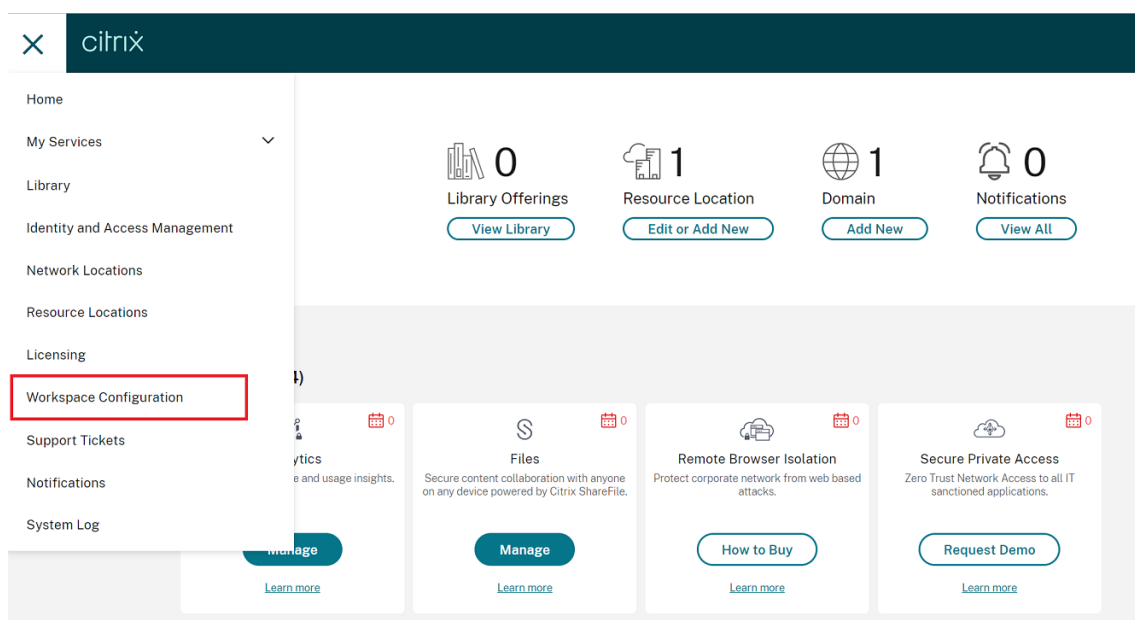 citrix
Home
My Services
Library
Identity and Access Management
Network Locations
Resource Locations
Licensing
Workspace Configuration
Support Tickets
Notifications
System Log
0
Library Offerings
View Library
1
Resource Location
Edit or Add New
1
Domain
Add New
0
Notifications
View All
4)
0
ytics
e and usage insights.
Manage
Learn more
0
Files
Secure content collaboration with anyone
on any device powered by Citrix ShareFile.
Manage
Learn more
0
Remote Browser Isolation
Protect corporate network from web based
attacks.
How to Buy
Learn more
0
Secure Private Access
Zero Trust Network Access to all IT
sanctioned applications.
Request Demo
Learn more